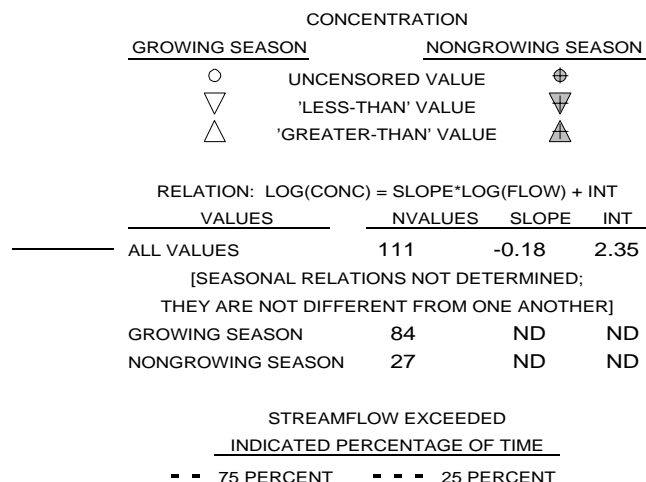 CONCENTRATION
GROWING SEASON NONGROWING SEASON
UNCENSORED VALUE
'LESS-THAN' VALUE
'GREATER-THAN' VALUE
RELATION: LOG(CONC) = SLOPE*LOG(FLOW) + INT
VALUES NVALUES SLOPE INT
ALL VALUES 111 -0.18 2.35
[SEASONAL RELATIONS NOT DETERMINED;
THEY ARE NOT DIFFERENT FROM ONE ANOTHER]
GROWING SEASON 84 ND ND
NONGROWING SEASON 27 ND ND
STREAMFLOW EXCEEDED
INDICATED PERCENTAGE OF TIME
75 PERCENT 25 PERCENT